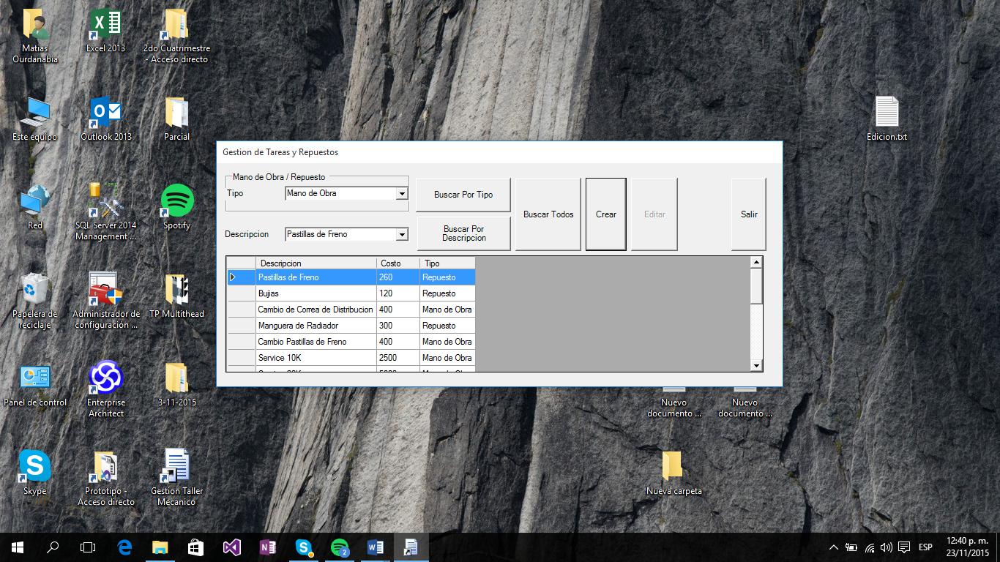 Matias
Ourdanabia
Excel 2013
2do Cuatrimestre
- Acceso directo
Este equipo
Outlook 2013
Parcial
Edicion.txt
Red
SQL Server 2014
Management ...
Spotify
Papelera de
reciclaje
Administrador de
configuración ...
TP Multithead
Panel de control
Enterprise
Architect
3-11-2015
Skype
Prototipo -
Acceso directo
Gestion Taller
Mecanico
Gestion de Tareas y Repuestos
Mano de Obra / Repuesto
Tipo
Mano de Obra
Descripcion
Pastillas de Freno
Buscar Por Tipo
Buscar Por
Descripcion
Buscar Todos
Crear
Editar
Salir
Descripcion Costo Tipo
Pastillas de Freno 260 Repuesto
Bujias 120 Repuesto
Cambio de Correa de Distribucion 400 Mano de Obra
Manguera de Radiador 300 Repuesto
Cambio Pastillas de Freno 400 Mano de Obra
Service 10K 2500 Mano de Obra
Nuevo
documento ...
Nuevo
documento ...
Nueva carpeta
2
ESP
12:40 p. m.
23/11/2015